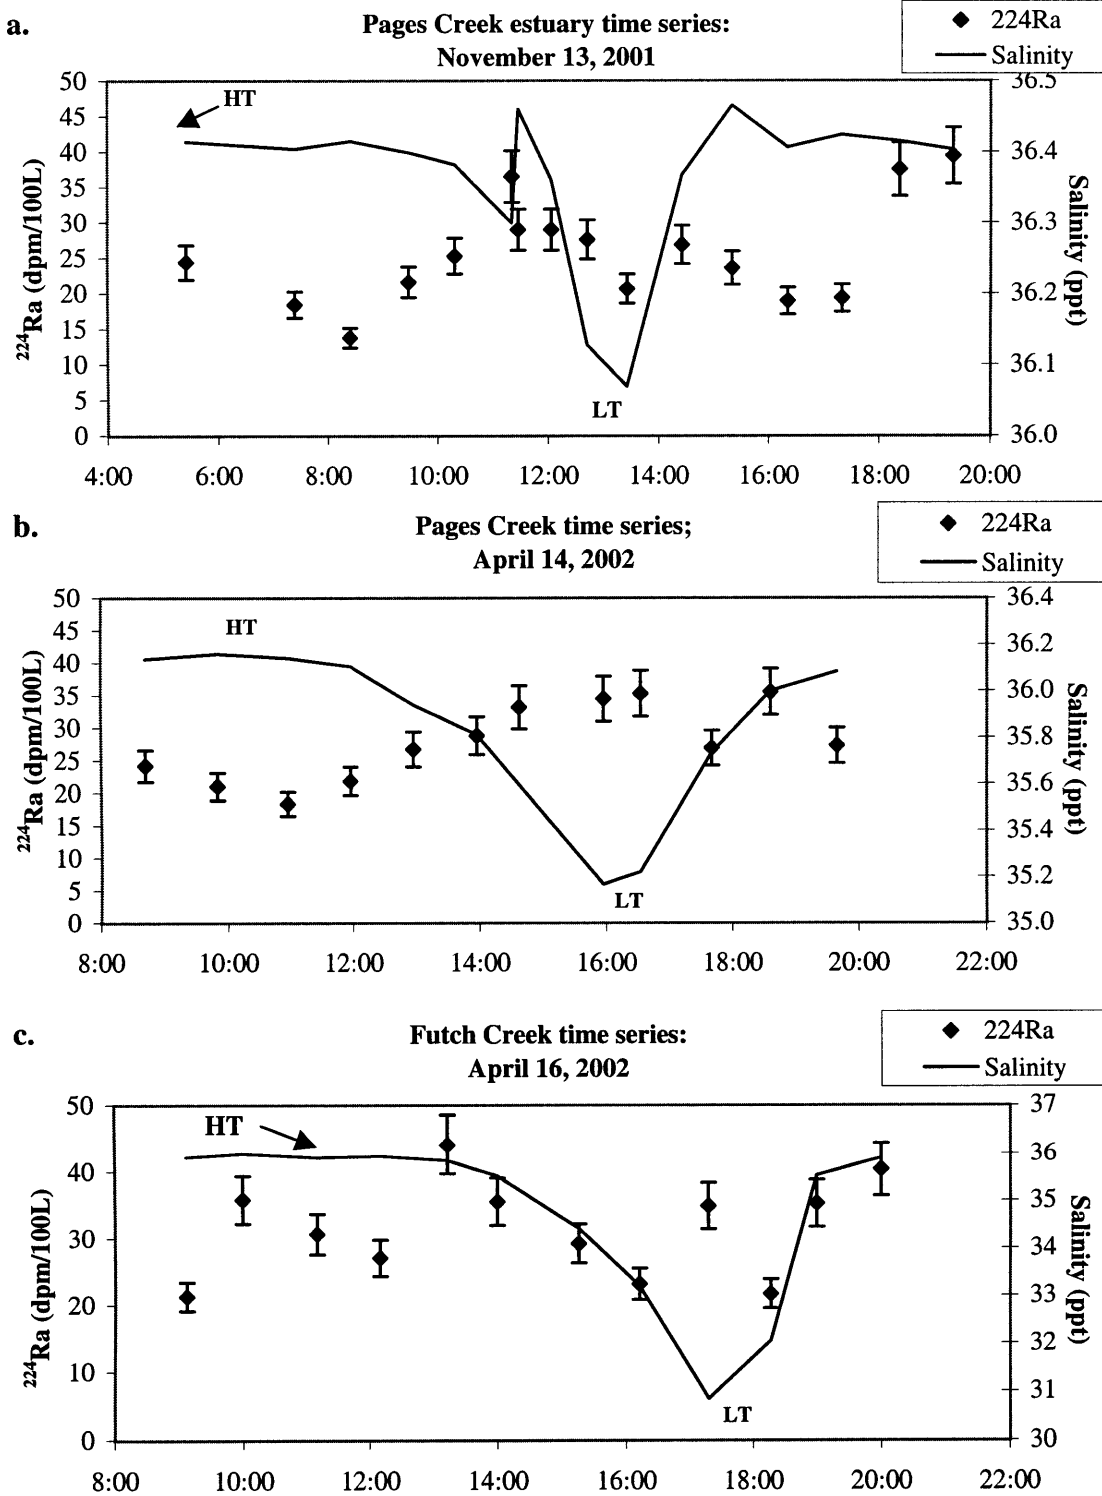 a.
Pages Creek estuary time series:
November 13, 2001
224Ra
Salinity
50
45
40
35
30
25
20
15
10
5
0
224Ra (dpm/100L)
HT
LT
36.5
36.4
36.3
36.2
36.1
36.0
Salinity (ppt)
4:00 6:00 8:00 10:00 12:00 14:00 16:00 18:00 20:00
b.
Pages Creek time series;
April 14, 2002
224Ra
Salinity
50
45
40
35
30
25
20
15
10
5
0
224Ra (dpm/100L)
HT
LT
36.4
36.2
36.0
35.8
35.6
35.4
35.2
35.0
Salinity (ppt)
8:00 10:00 12:00 14:00 16:00 18:00 20:00 22:00
c.
Futch Creek time series:
April 16, 2002
224Ra
Salinity
50
40
30
20
10
0
224Ra (dpm/100L)
HT
LT
37
36
35
34
33
32
31
30
Salinity (ppt)
8:00 10:00 12:00 14:00 16:00 18:00 20:00 22:00